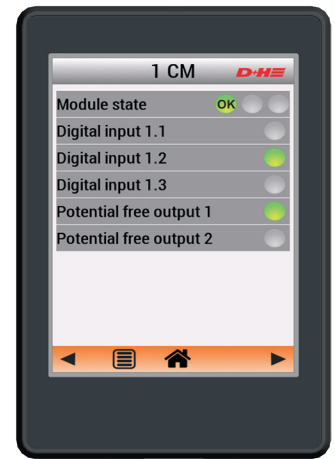 1 CM D+H
Module state OK
Digital input 1.1
Digital input 1.2
Digital input 1.3
Potential free output 1
Potential free output 2